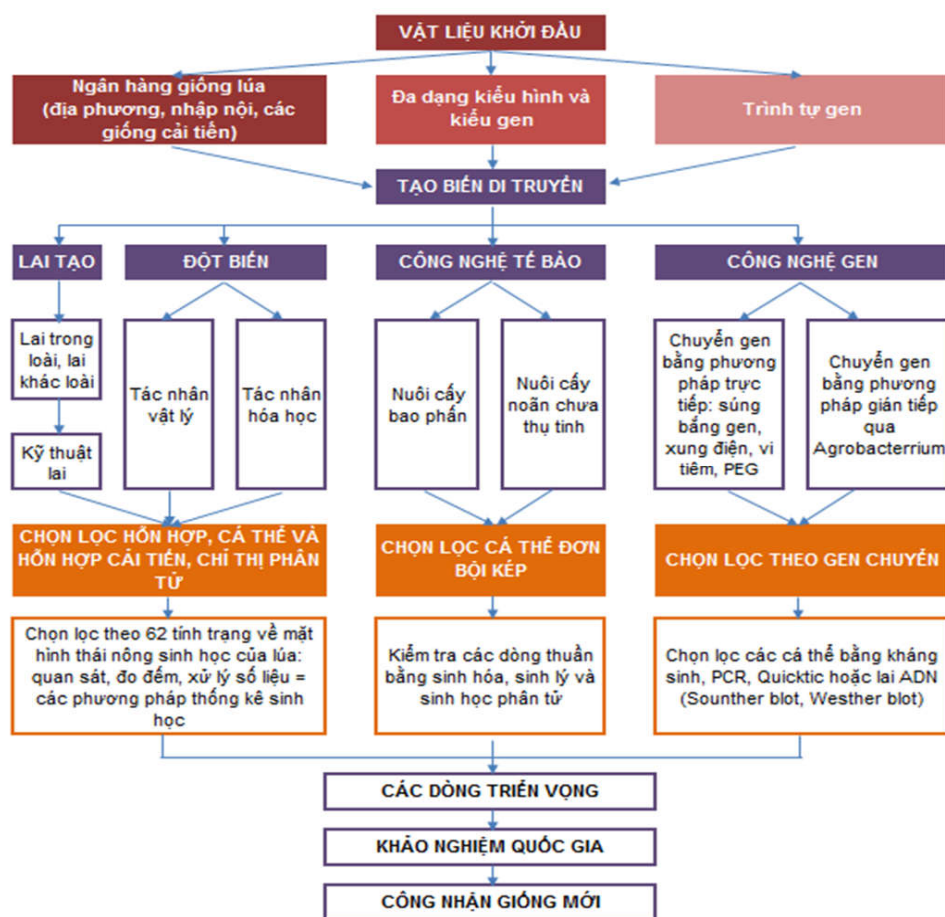 VẬT LIỆU KHỞI ĐẦU
Ngân hàng giống lúa
(địa phương, nhập nội, các
giống cải tiến)
Đa dạng kiểu hình và
kiểu gen
Trình tự gen
TẠO BIẾN DI TRUYỀN
LAI TẠO
ĐỘT BIẾN
CÔNG NGHỆ TẾ BÀO
CÔNG NGHỆ GEN
Lai trong
loài, lai
khác loài
Kỹ thuật
lai
Tác nhân
vật lý
Tác nhân
hóa học
Nuôi cấy
bao phấn
Nuôi cấy
noãn chưa
thụ tinh
Chuyển gen
bằng phương
pháp trực
tiếp: súng
bắng gen,
xung điện, vi
tiêm, PEG
Chuyển gen
bằng phương
pháp gián tiếp
qua
Agrobacterrium
CHỌN LỌC HỖN HỢP, CÁ THỂ VÀ
HỖN HỢP CẢI TIẾN, CHỈ THỊ PHÂN
TỬ
CHỌN LỌC CÁ THỂ ĐƠN
BỘI KÉP
CHỌN LỌC THEO GEN CHUYỂN
Chọn lọc theo 62 tính trạng về mặt
hình thái nông sinh học của lúa:
quan sát, đo đếm, xử lý số liệu =
các phương pháp thống kê sinh
học
Kiểm tra các dòng thuần
bằng sinh hóa, sinh lý và
sinh học phân tử
Chọn lọc các cá thể bằng kháng
sinh, PCR, Quicktic hoặc lai ADN
(Sounther blot, Westher blot)
CÁC DÒNG TRIỂN VỌNG
KHẢO NGHIỆM QUỐC GIA
CÔNG NHẬN GIỐNG MỚI